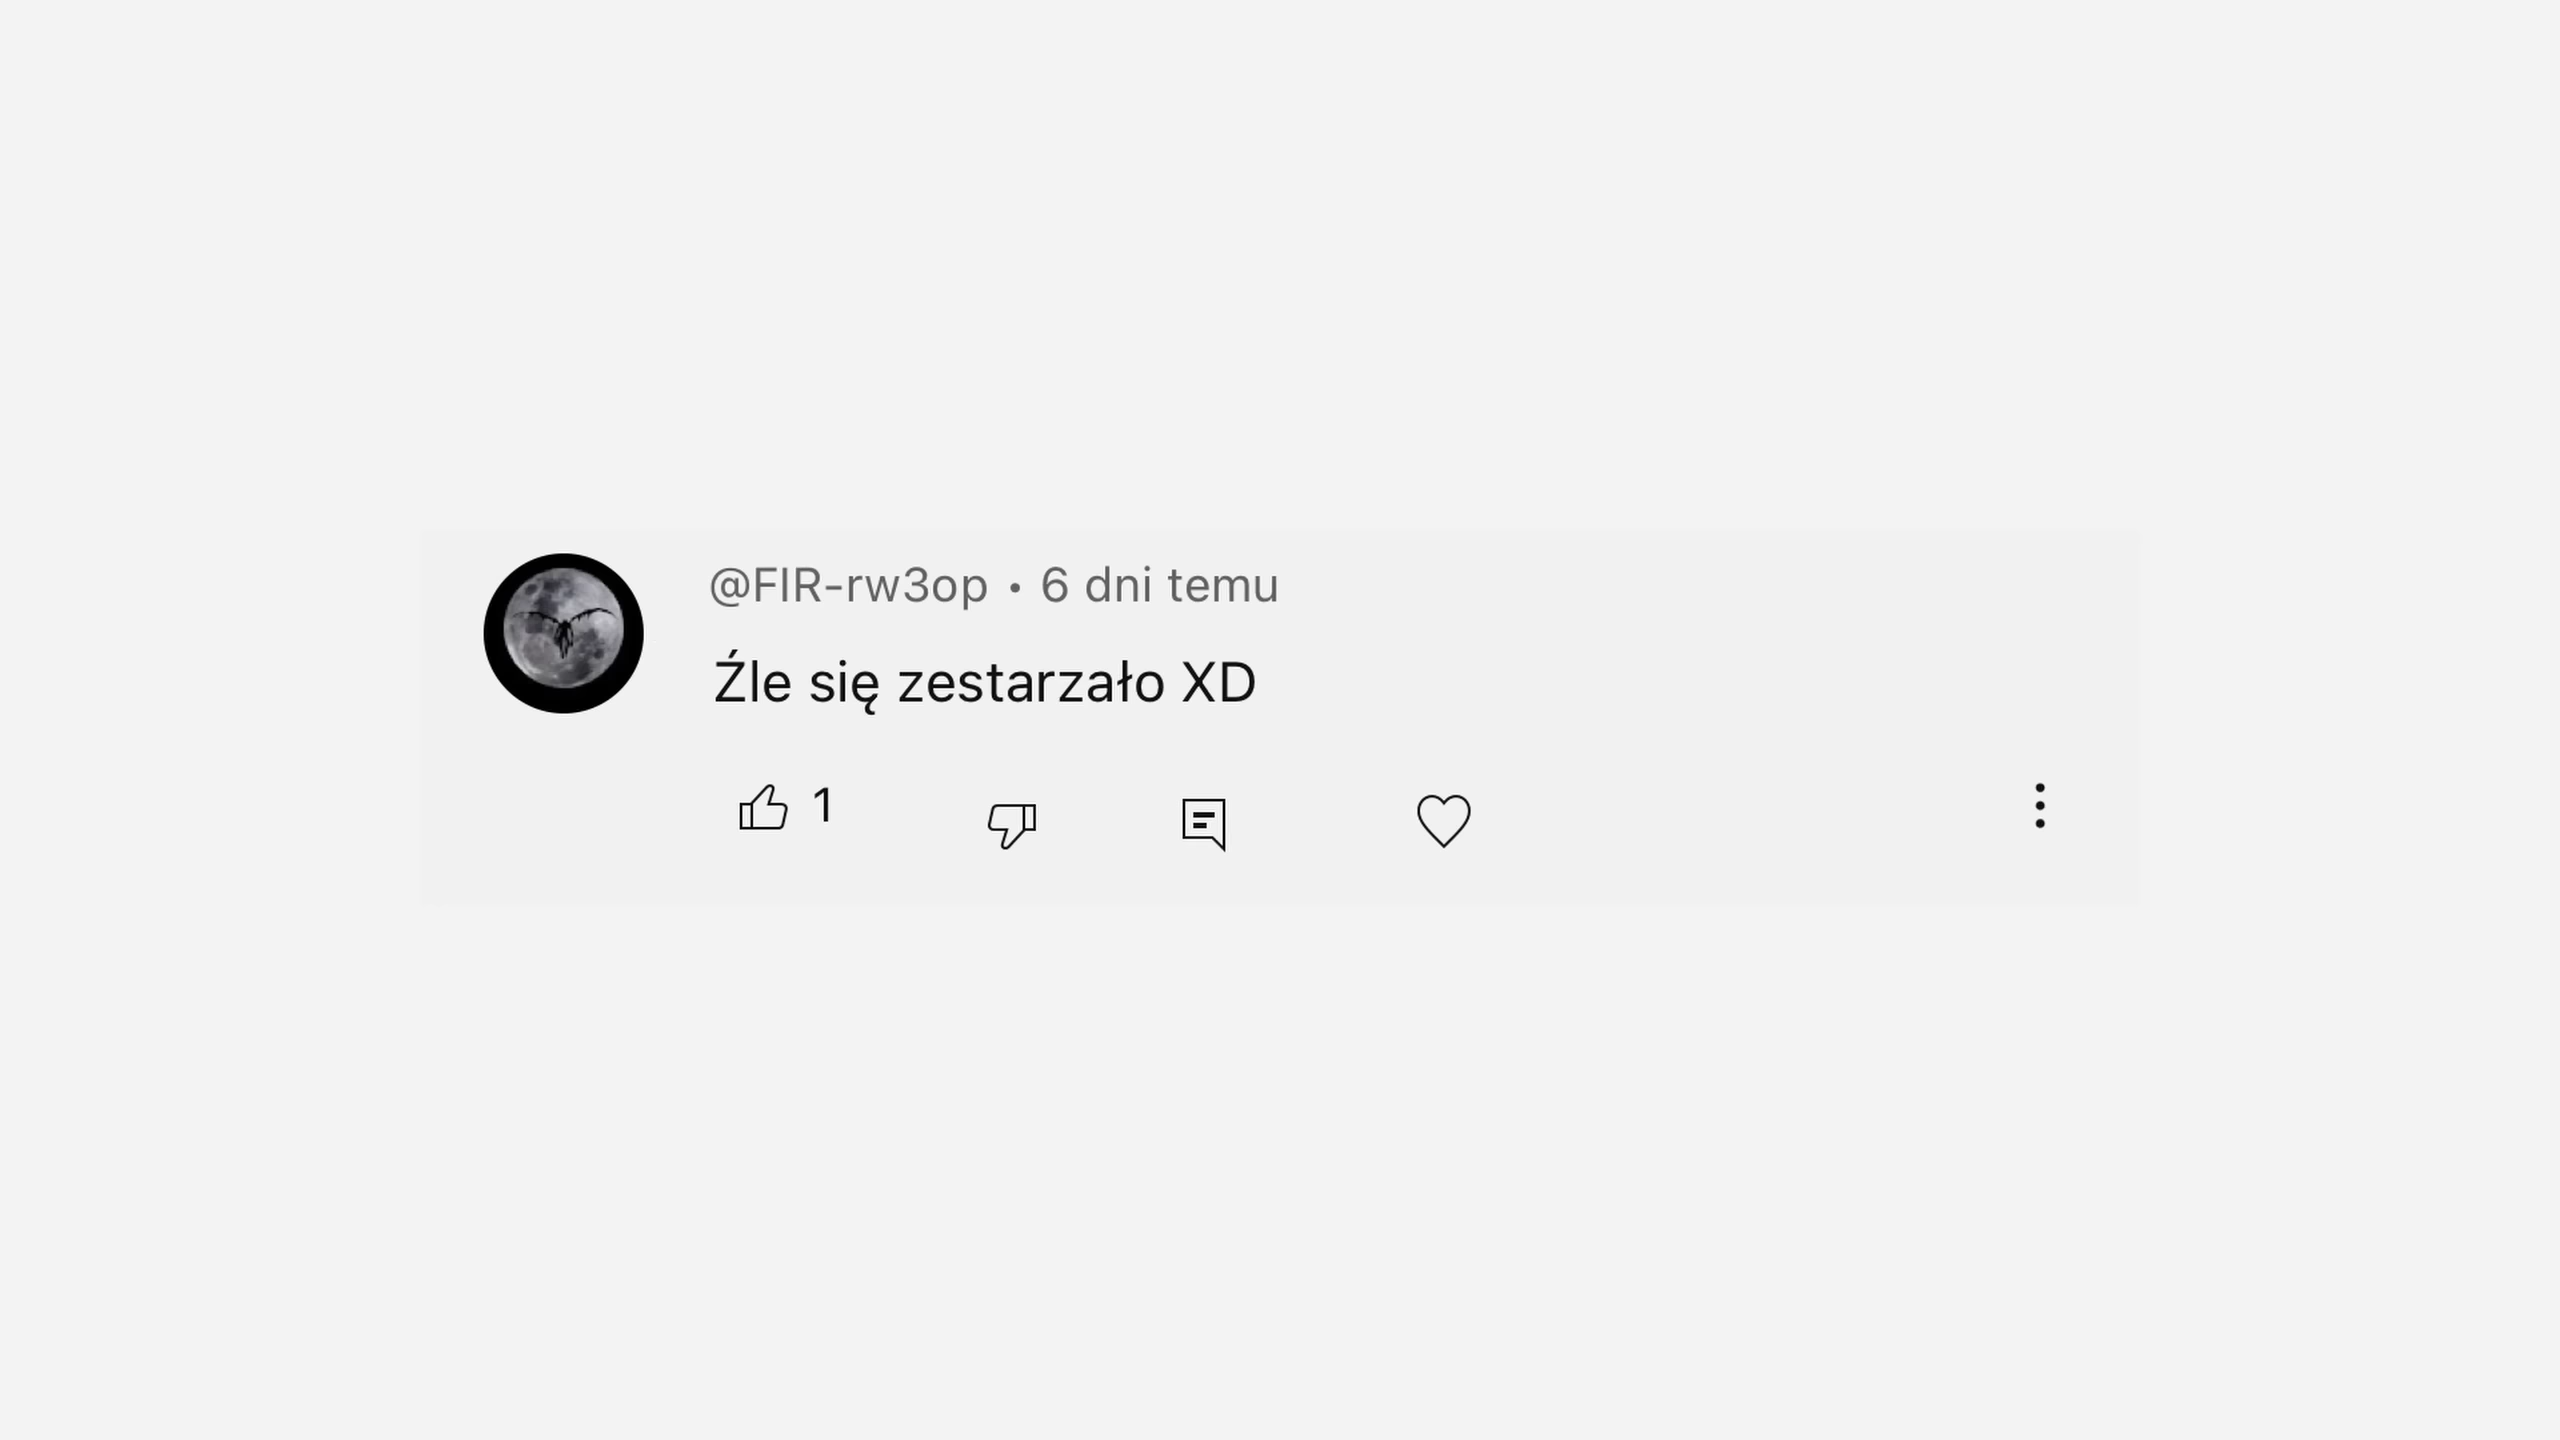 @FIR-rw3op • 6 dni temu
Źle się zestarzało XD
1